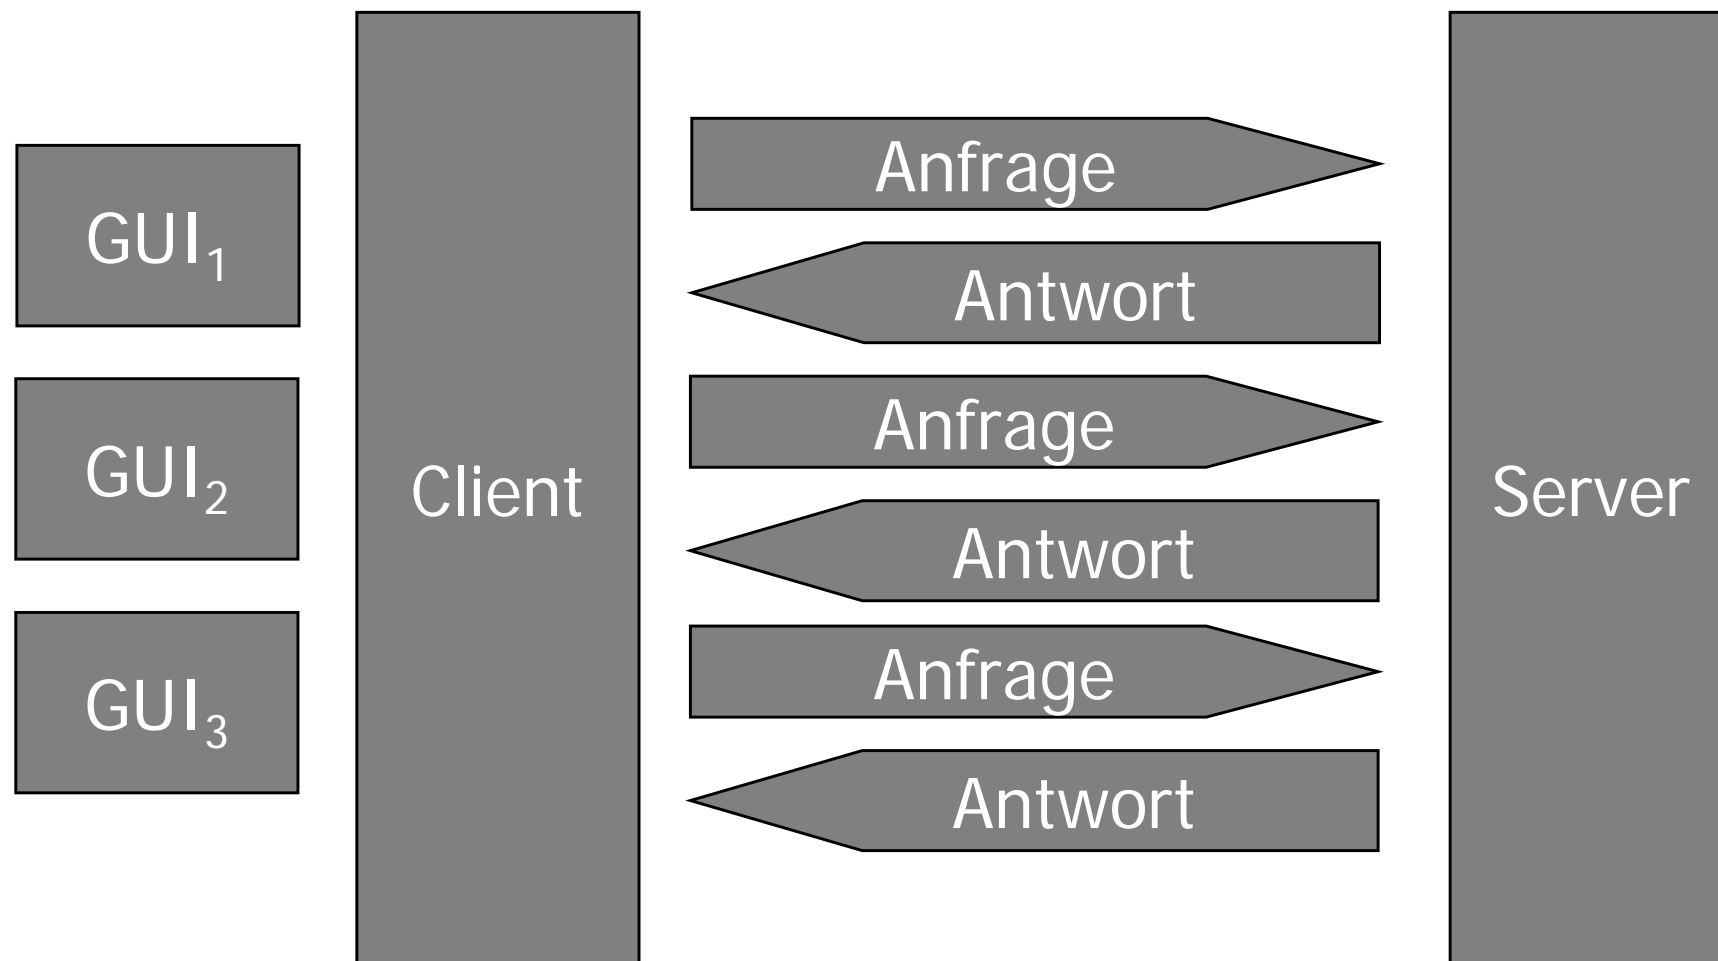 GUI₁
GUI₂
GUI₃
Client
Anfrage
Antwort
Anfrage
Antwort
Anfrage
Antwort
Server